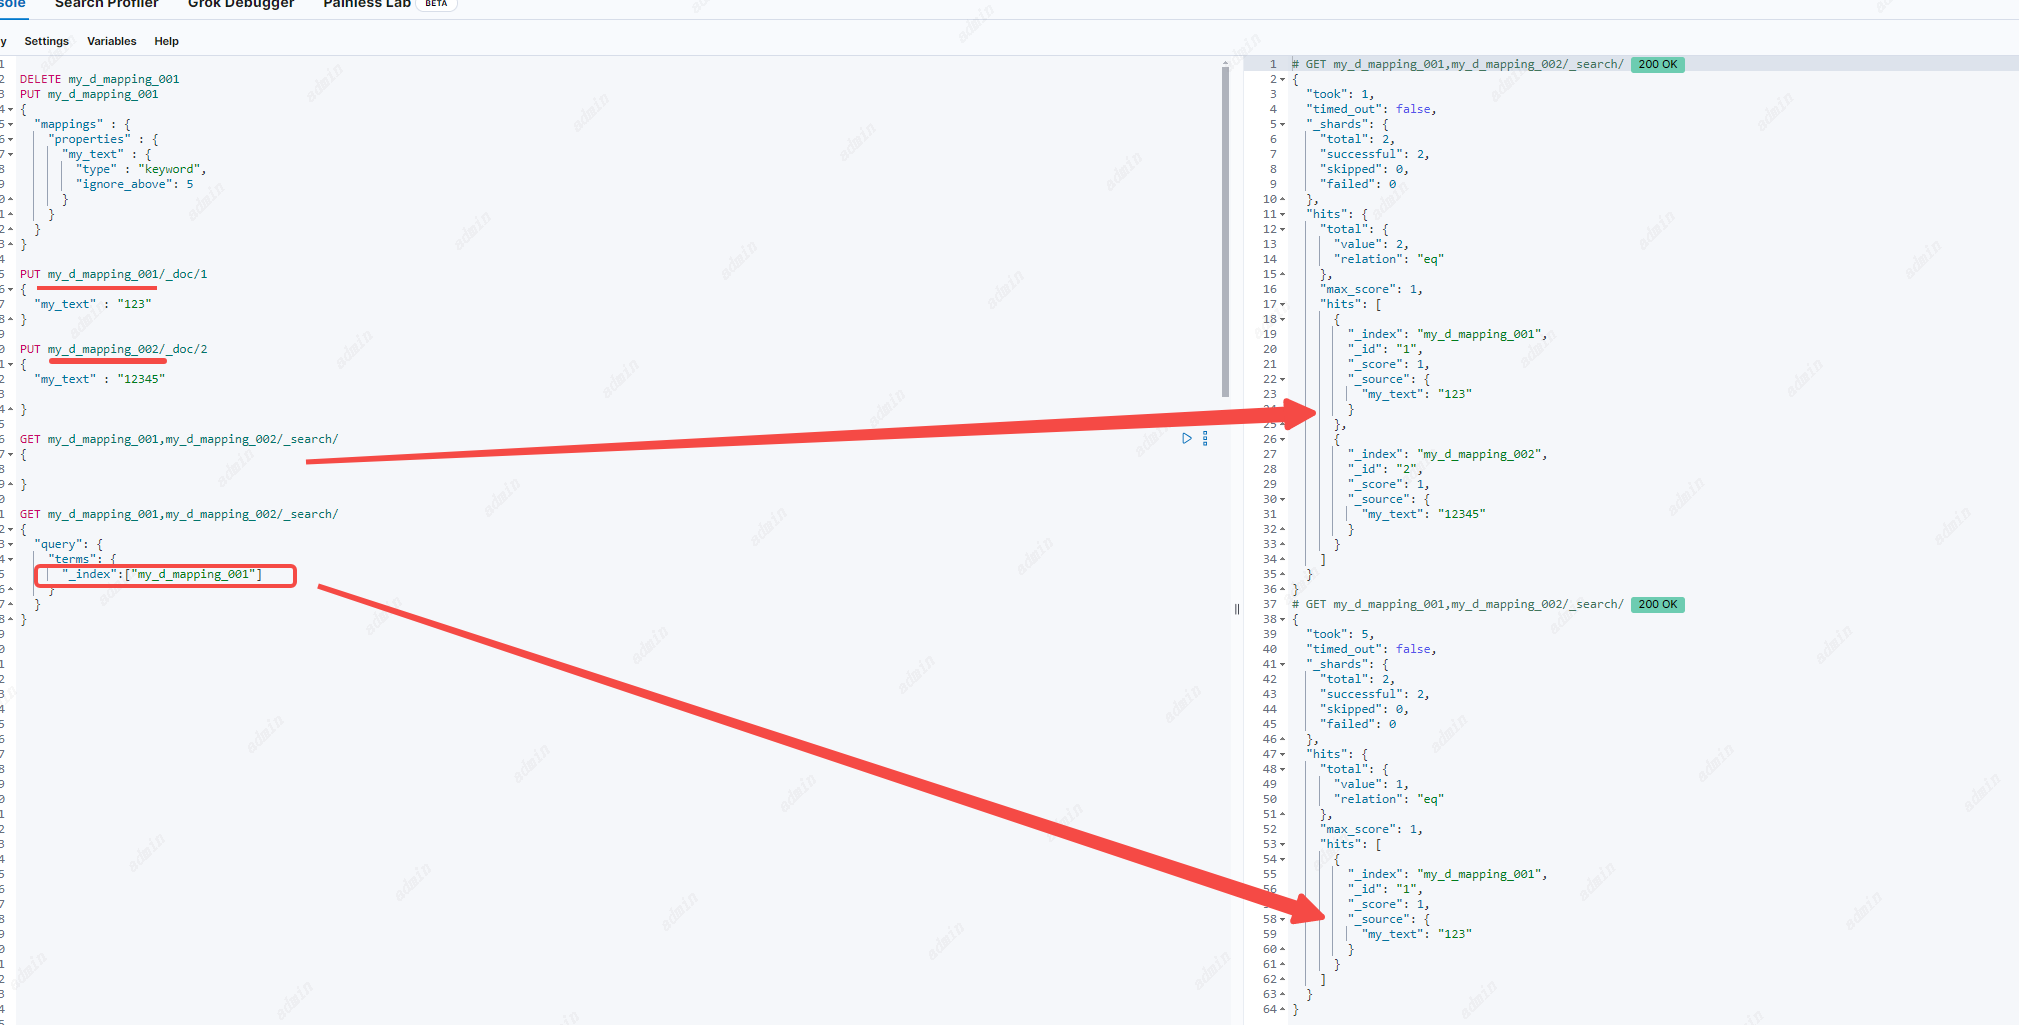 sole Search Profiler Grok Debugger Painless Lab BETA
y Settings Variables Help
1
2 DELETE my_d_mapping_001
3 PUT my_d_mapping_001
4 {
5 "mappings" : {
6 "properties" : {
7 "my_text" : {
8 "type" : "keyword",
9 "ignore_above": 5
0 }
1 }
2 }
3 }
4
5 PUT my_d_mapping_001/_doc/1
6 {
7 "my_text" : "123"
8 }
9
0 PUT my_d_mapping_002/_doc/2
1 {
2 "my_text" : "12345"
3
4 }
5
6 GET my_d_mapping_001,my_d_mapping_002/_search/
7 {
8
9 }
0
1 GET my_d_mapping_001,my_d_mapping_002/_search/
2 {
3 "query": {
4 "terms": {
5 "_index":["my_d_mapping_001"]
6 }
7 }
8 }
1 # GET my_d_mapping_001,my_d_mapping_002/_search/ 200 OK
2 {
3 "took": 1,
4 "timed_out": false,
5 "_shards": {
6 "total": 2,
7 "successful": 2,
8 "skipped": 0,
9 "failed": 0
10 },
11 "hits": {
12 "total": {
13 "value": 2,
14 "relation": "eq"
15 },
16 "max_score": 1,
17 "hits": [
18 {
19 "_index": "my_d_mapping_001",
20 "_id": "1",
21 "_score": 1,
22 "_source": {
23 "my_text": "123"
24 }
25 },
26 {
27 "_index": "my_d_mapping_002",
28 "_id": "2",
29 "_score": 1,
30 "_source": {
31 "my_text": "12345"
32 }
33 }
34 ]
35 }
36 }
37 # GET my_d_mapping_001,my_d_mapping_002/_search/ 200 OK
38 {
39 "took": 5,
40 "timed_out": false,
41 "_shards": {
42 "total": 2,
43 "successful": 2,
44 "skipped": 0,
45 "failed": 0
46 },
47 "hits": {
48 "total": {
49 "value": 1,
50 "relation": "eq"
51 },
52 "max_score": 1,
53 "hits": [
54 {
55 "_index": "my_d_mapping_001",
56 "_id": "1",
"_score": 1,
58 "_source": {
59 "my_text": "123"
60 }
61 }
62 ]
63 }
64 }
admin